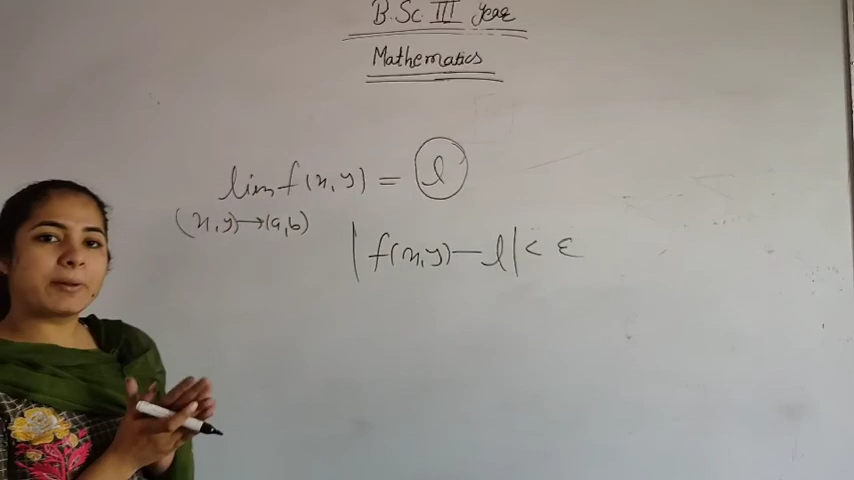 B.Sc III Year
Mathematics
lim f(x,y) = l
(x,y)→(a,b)
|f(x,y)-l| < ε